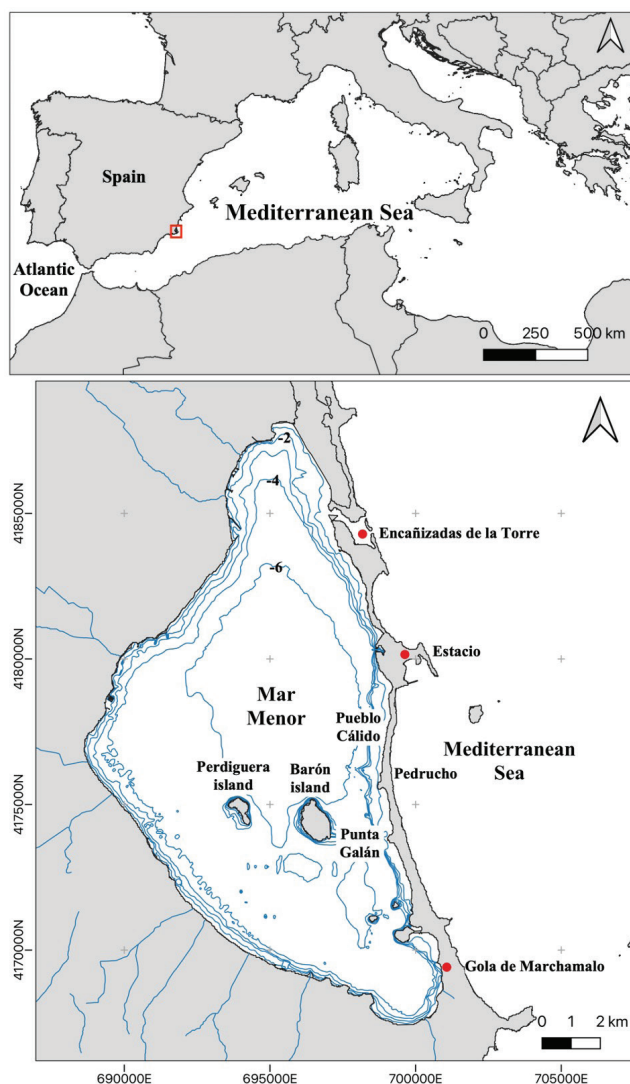 Spain
Mediterranean Sea
Atlantic
Ocean
0 250 500 km
-2
-4
-6
4185000N
Encañizadas de la Torre
4180000N
Estacio
Mar
Menor
Pueblo
Cálido
Mediterranean
Sea
Pedrucho
Perdiguera
island
Barón
island
4175000N
Punta
Galán
4170000N
Gola de Marchamalo
0 1 2 km
690000E 695000E 700000E 705000E